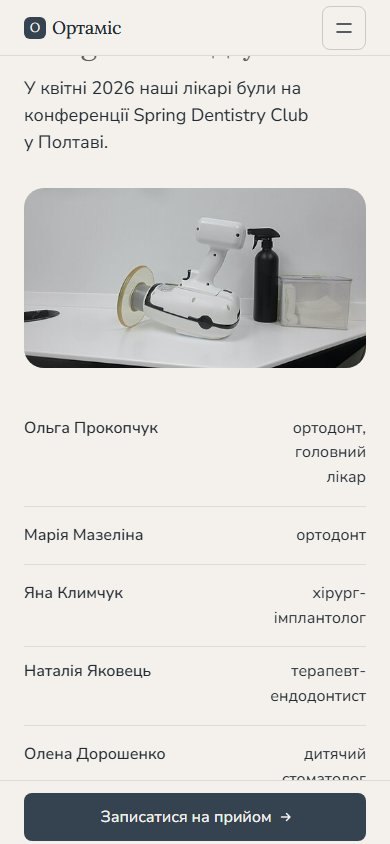 О Ортаміс
У квітні 2026 наші лікарі були на
конференції Spring Dentistry Club
у Полтаві.
Ольга Прокопчук
ортодонт,
головний
лікар
Марія Мазеліна
ортодонт
Яна Климчук
хірург-
імплантолог
Наталія Яковець
терапевт-
ендодонтист
Олена Дорошенко
дитячий
стоматолог
Записатися на прийом →